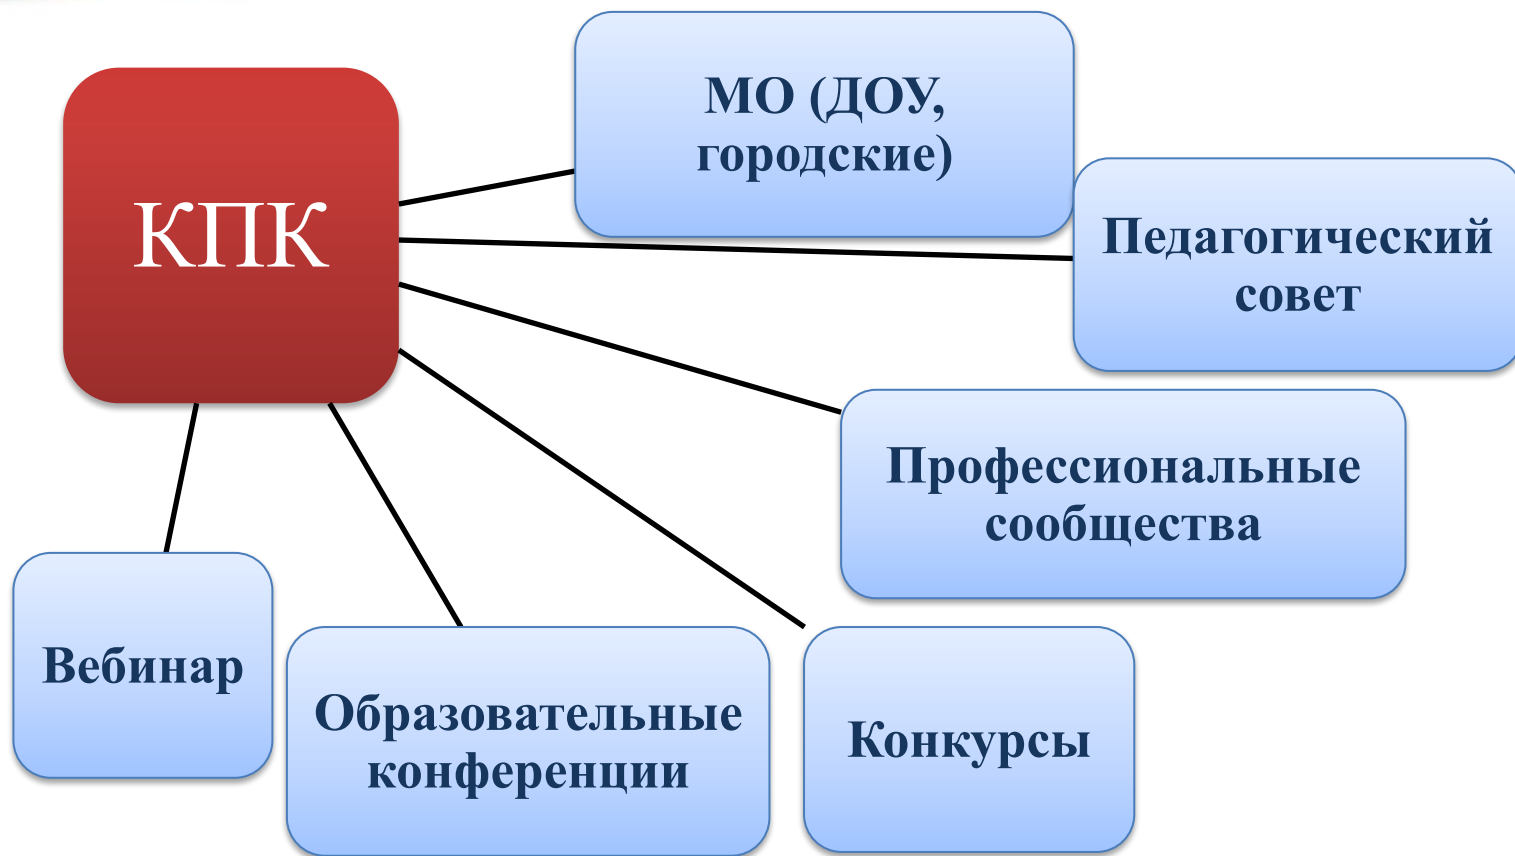 КПК
МО (ДОУ,
городские)
Педагогический
совет
Профессиональные
сообщества
Вебинар
Образовательные
конференции
Конкурсы